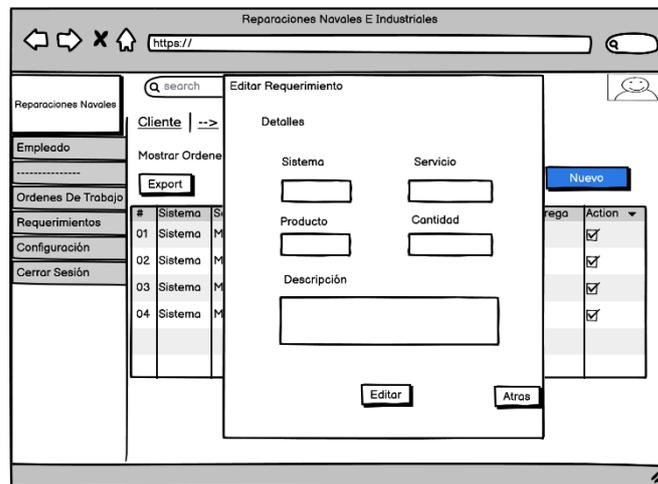 Reparaciones Navales E Industriales
https://
search
Reparaciones Navales
Cliente | -->
Mostrar Ordene
Export
Nuevo
Empleado
---------------
Ordenes De Trabajo
Requerimientos
Configuración
Cerrar Sesión
# Sistema S rega Action
01 Sistema M
02 Sistema M
03 Sistema M
04 Sistema M
Editar Requerimiento
Detalles
Sistema Servicio
Producto Cantidad
Descripción
Editar Atras